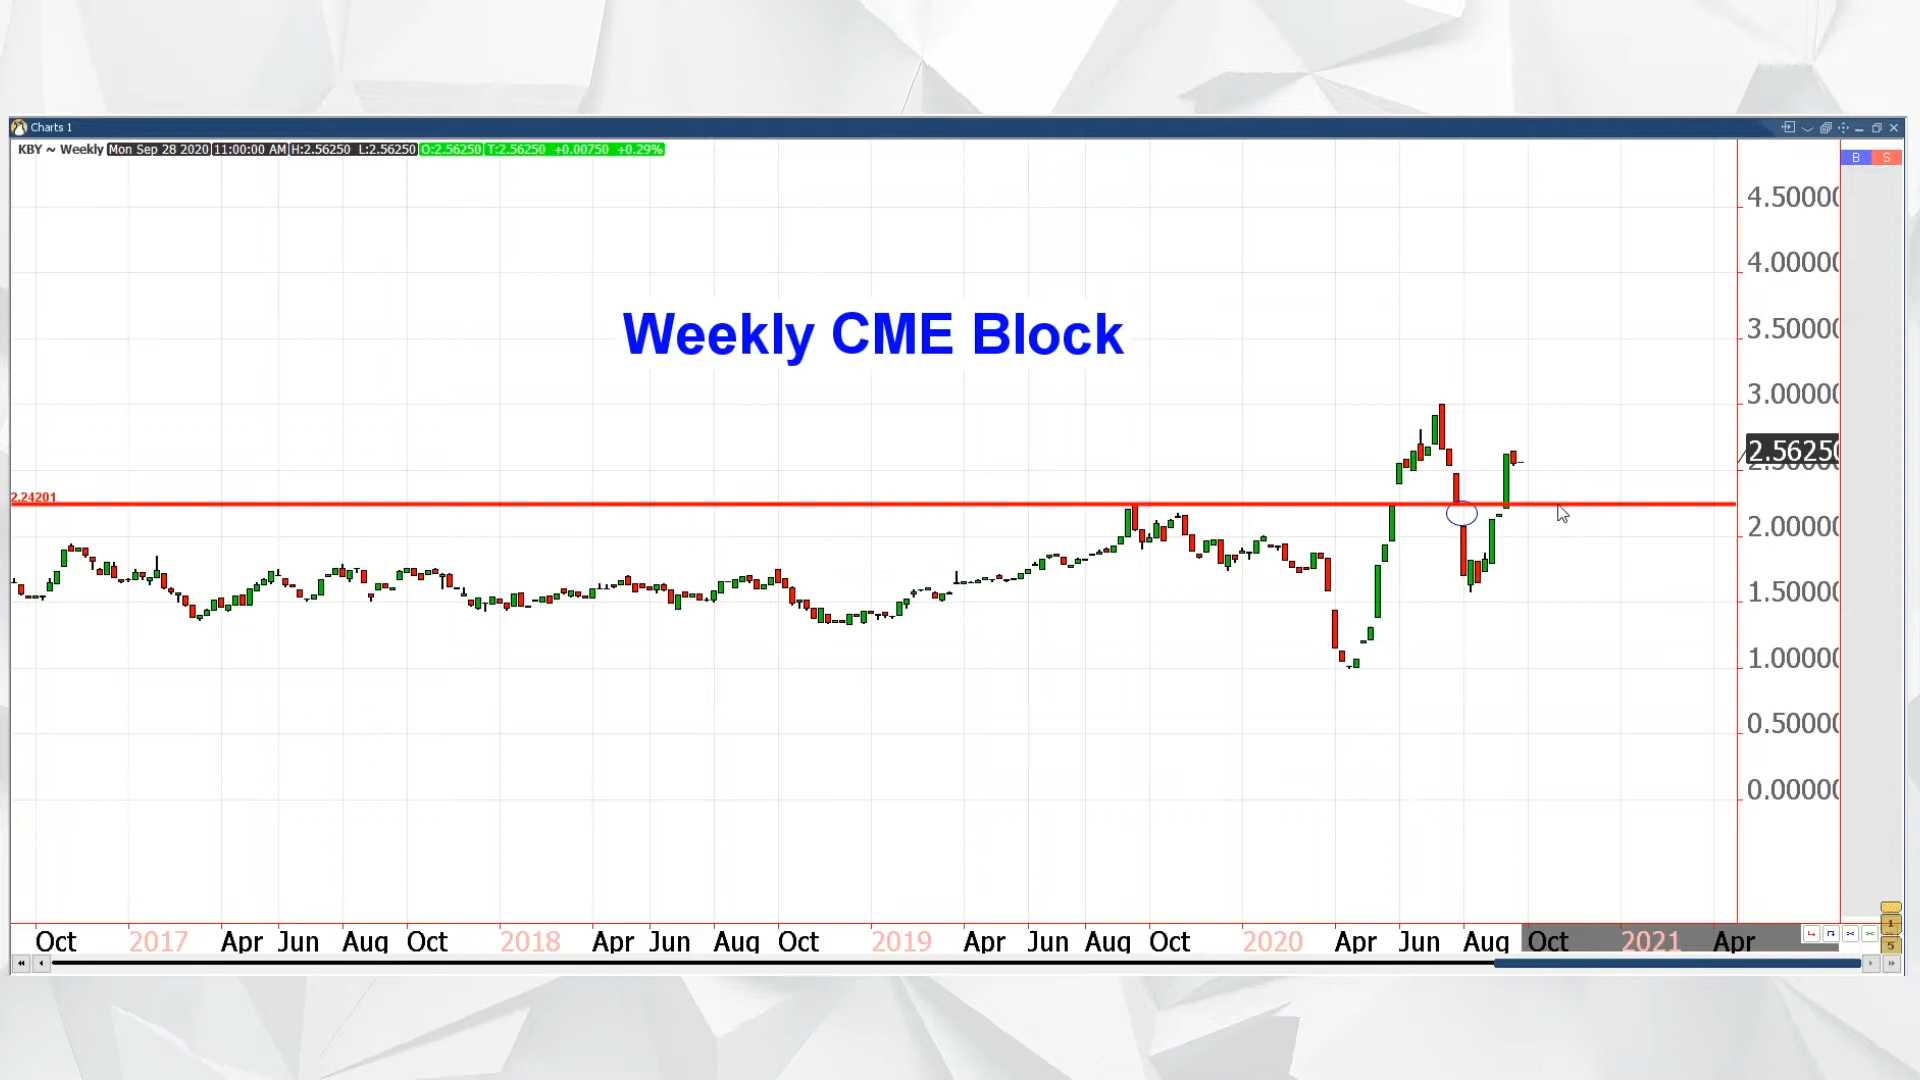 Charts 1
KBY ~ Weekly Mon Sep 28 2020 11:00:00 AM H:2.56250 L:2.56250 O:2.56250 T:2.56250 +0.00750 +0.29%
B S
4.50000
4.00000
Weekly CME Block
3.50000
3.00000
2.56250
2.24201
2.00000
1.50000
1.00000
0.50000
0.00000
Oct 2017 Apr Jun Aug Oct 2018 Apr Jun Aug Oct 2019 Apr Jun Aug Oct 2020 Apr Jun Aug Oct 2021 Apr
1
5